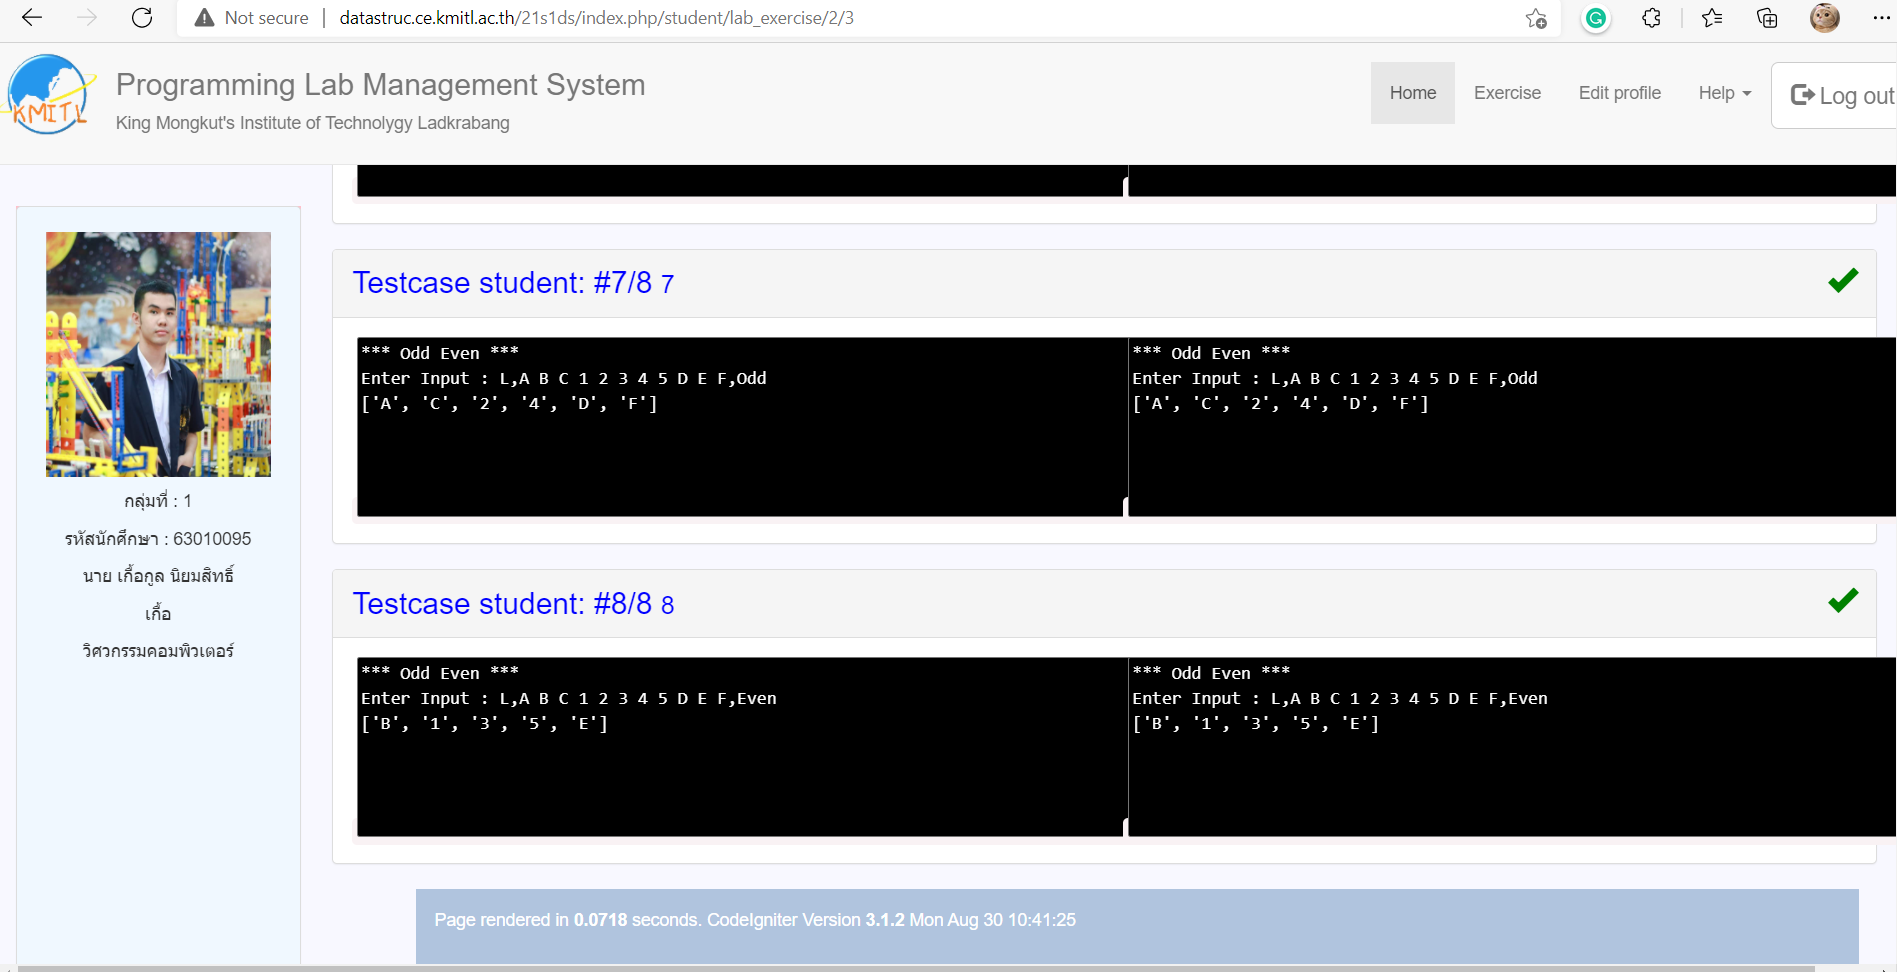 Not secure | datastruc.ce.kmitl.ac.th/21s1ds/index.php/student/lab_exercise/2/3
KMITL
Programming Lab Management System
King Mongkut's Institute of Technolygy Ladkrabang
Home Exercise Edit profile Help Log out
กลุ่มที่ : 1
รหัสนักศึกษา : 63010095
นาย เกื้อกูล นิยมสิทธิ์
เกื้อ
วิศวกรรมคอมพิวเตอร์
Testcase student: #7/8 7
*** Odd Even ***
Enter Input : L,A B C 1 2 3 4 5 D E F,Odd
['A', 'C', '2', '4', 'D', 'F']
*** Odd Even ***
Enter Input : L,A B C 1 2 3 4 5 D E F,Odd
['A', 'C', '2', '4', 'D', 'F']
Testcase student: #8/8 8
*** Odd Even ***
Enter Input : L,A B C 1 2 3 4 5 D E F,Even
['B', '1', '3', '5', 'E']
*** Odd Even ***
Enter Input : L,A B C 1 2 3 4 5 D E F,Even
['B', '1', '3', '5', 'E']
Page rendered in 0.0718 seconds. CodeIgniter Version 3.1.2 Mon Aug 30 10:41:25